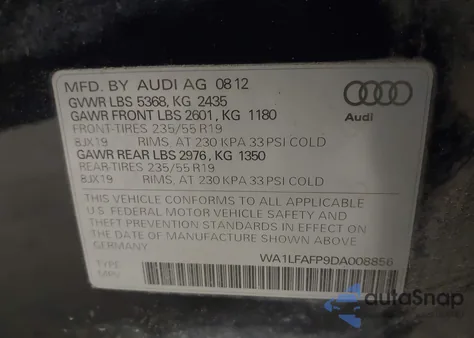 MFD. BY AUDI AG 0812
GVWR LBS 5368, KG 2435
GAWR FRONT LBS 2601, KG 1180
FRONT-TIRES 235/55 R19
8JX19 RIMS, AT 230 KPA 33 PSI COLD
GAWR REAR LBS 2976, KG 1350
REAR-TIRES 235/55 R19
8JX19 RIMS, AT 230 KPA 33 PSI COLD
Audi
THIS VEHICLE CONFORMS TO ALL APPLICABLE
U.S. FEDERAL MOTOR VEHICLE SAFETY AND
THEFT PREVENTION STANDARDS IN EFFECT ON
THE DATE OF MANUFACTURE SHOWN ABOVE
GERMANY
WA1LFAFP9DA008856
TYPE:
MPV
autoSnap